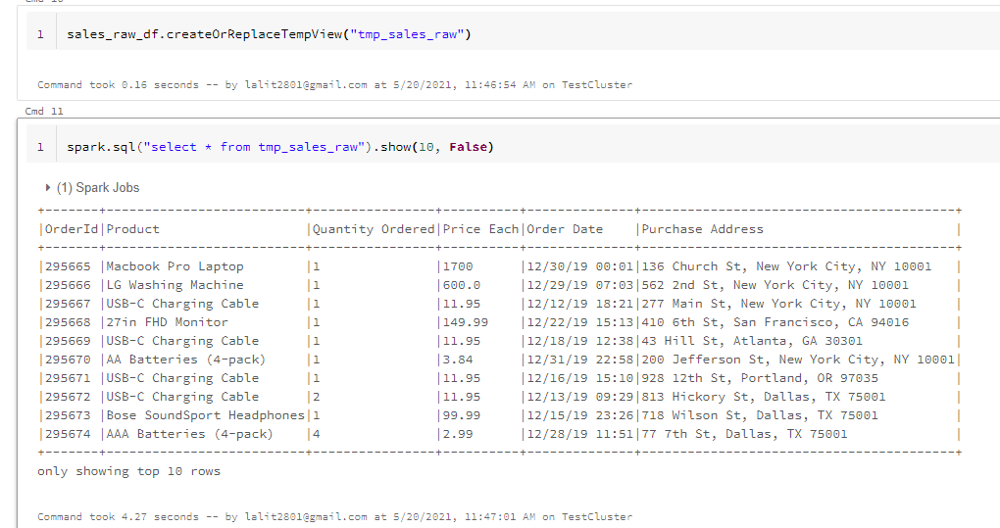 Cmd 10
1 sales_raw_df.createOrReplaceTempView("tmp_sales_raw")
Command took 0.16 seconds -- by lalit2801@gmail.com at 5/20/2021, 11:46:54 AM on TestCluster
Cmd 11
1 spark.sql("select * from tmp_sales_raw").show(10, False)
(1) Spark Jobs
+-------+--------------------------+----------------+----------+--------------+-----------------------------------------+
|OrderId|Product                   |Quantity Ordered|Price Each|Order Date    |Purchase Address                         |
+-------+--------------------------+----------------+----------+--------------+-----------------------------------------+
|295665 |Macbook Pro Laptop        |1               |1700      |12/30/19 00:01|136 Church St, New York City, NY 10001   |
|295666 |LG Washing Machine        |1               |600.0     |12/29/19 07:03|562 2nd St, New York City, NY 10001      |
|295667 |USB-C Charging Cable      |1               |11.95     |12/12/19 18:21|277 Main St, New York City, NY 10001     |
|295668 |27in FHD Monitor          |1               |149.99    |12/22/19 15:13|410 6th St, San Francisco, CA 94016      |
|295669 |USB-C Charging Cable      |1               |11.95     |12/18/19 12:38|43 Hill St, Atlanta, GA 30301            |
|295670 |AA Batteries (4-pack)     |1               |3.84      |12/31/19 22:58|200 Jefferson St, New York City, NY 10001|
|295671 |USB-C Charging Cable      |1               |11.95     |12/16/19 15:10|928 12th St, Portland, OR 97035          |
|295672 |USB-C Charging Cable      |2               |11.95     |12/13/19 09:29|813 Hickory St, Dallas, TX 75001         |
|295673 |Bose SoundSport Headphones|1               |99.99     |12/15/19 23:26|718 Wilson St, Dallas, TX 75001          |
|295674 |AAA Batteries (4-pack)    |4               |2.99      |12/28/19 11:51|77 7th St, Dallas, TX 75001              |
+-------+--------------------------+----------------+----------+--------------+-----------------------------------------+
only showing top 10 rows
Command took 4.27 seconds -- by lalit2801@gmail.com at 5/20/2021, 11:47:01 AM on TestCluster